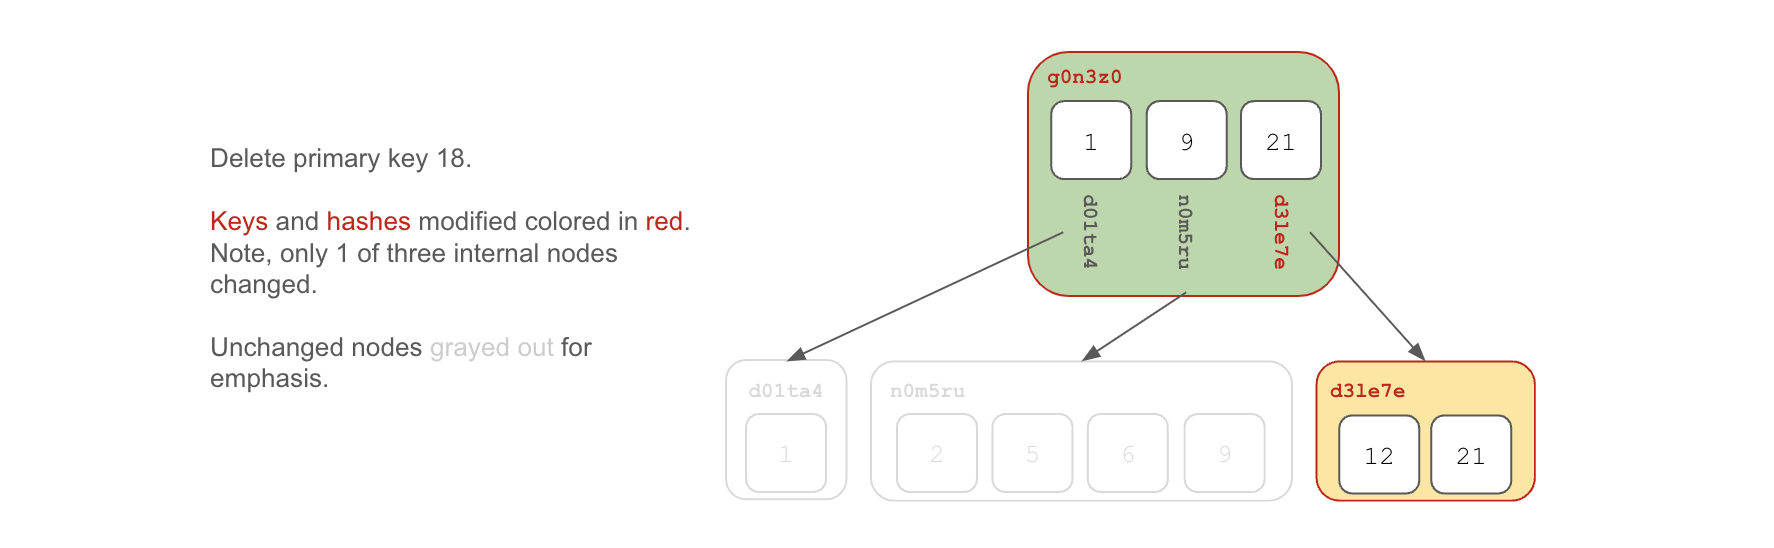 Delete primary key 18.
Keys and hashes modified colored in red.
Note, only 1 of three internal nodes
changed.
Unchanged nodes grayed out for
emphasis.
g0n3z0
1 9 21
d01ta4 n0m5ru d3le7e
d01ta4
1
n0m5ru
2 5 6 9
d3le7e
12 21